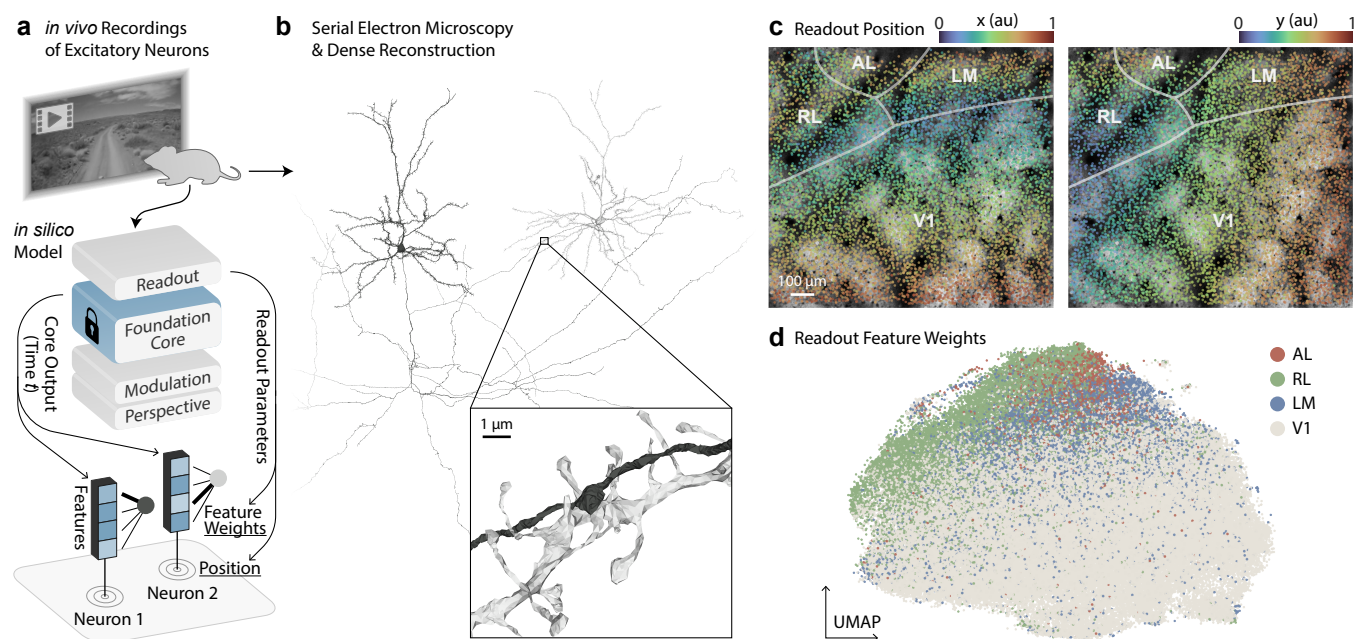 a in vivo Recordings
of Excitatory Neurons
in silico
Model
Readout
Foundation
Core
Modulation
Perspective
Core Output
(Time t)
Readout Parameters
Features
Feature
Weights
Position
Neuron 1
Neuron 2
b Serial Electron Microscopy
& Dense Reconstruction
1 µm
c Readout Position
0 x (au) 1
0 y (au) 1
AL
LM
RL
V1
100 µm
AL
LM
RL
V1
d Readout Feature Weights
AL
RL
LM
V1
UMAP